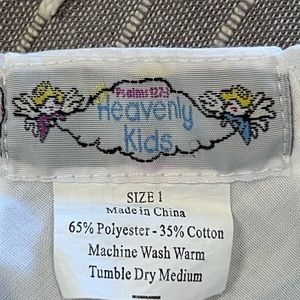 Psalms 127:3
Heavenly
Kids
SIZE 1
Made in China
65% Polyester - 35% Cotton
Machine Wash Warm
Tumble Dry Medium